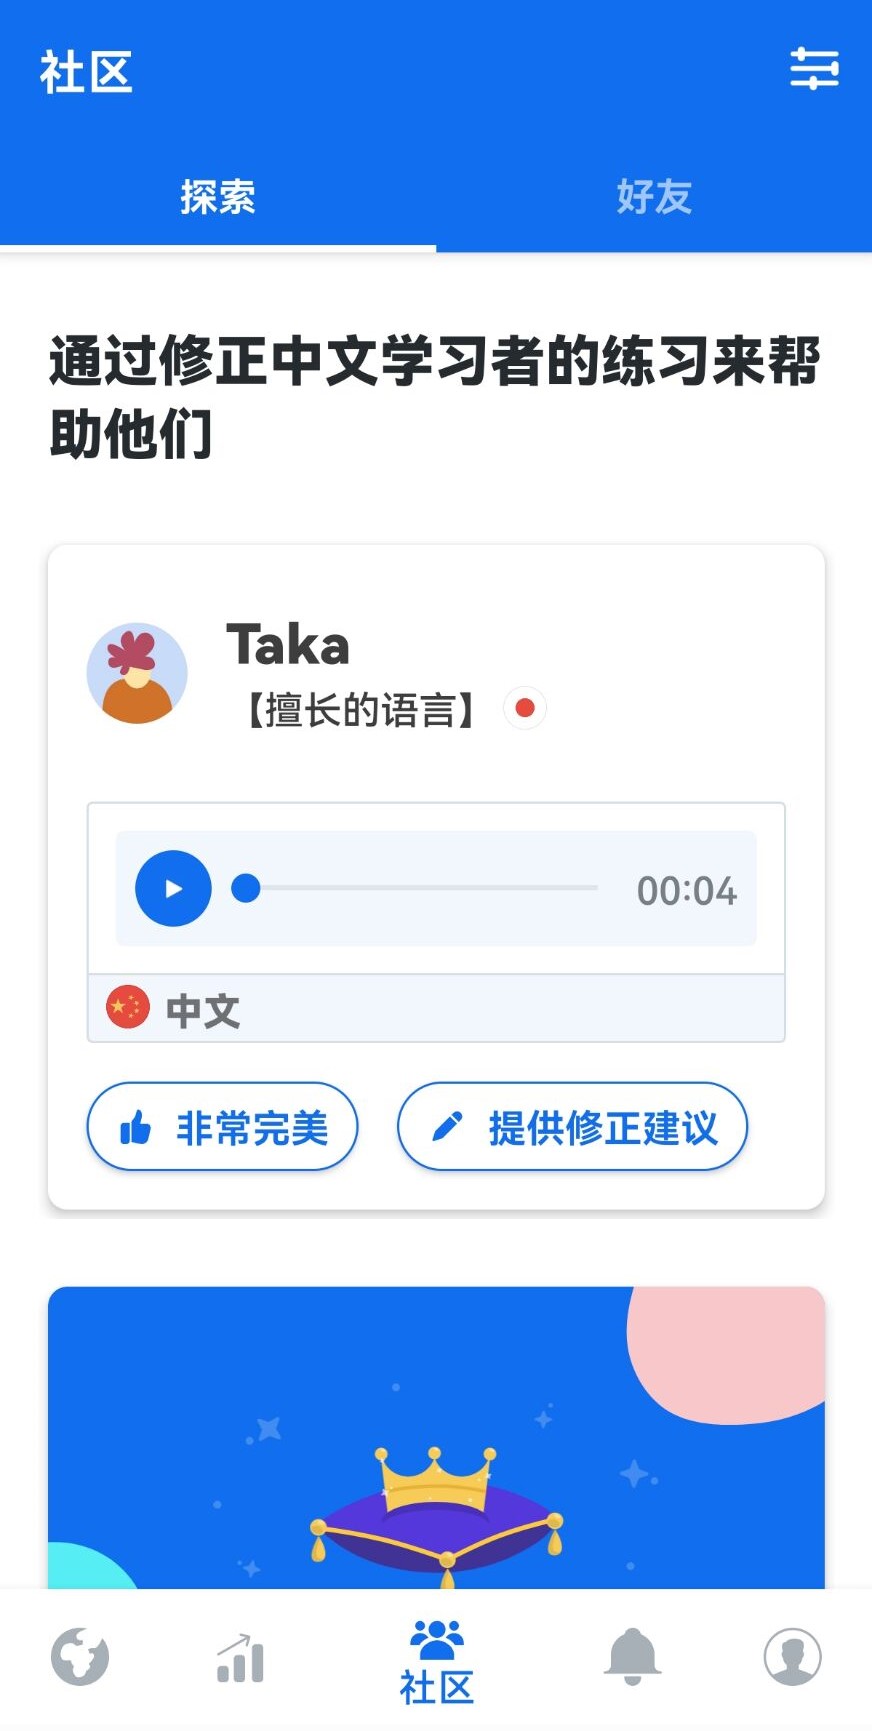 社区
探索
好友
通过修正中文学习者的练习来帮
助他们
Taka
【擅长的语言】
00:04
中文
非常完美
提供修正建议
社区